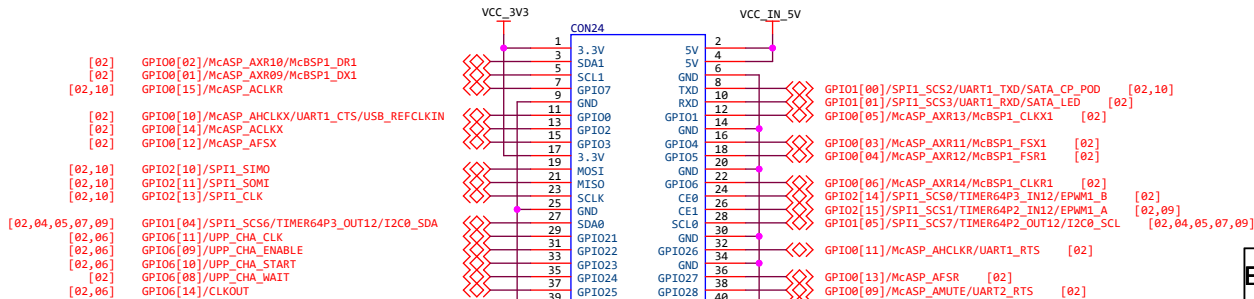 VCC_3V3 VCC_IN_5V
CON24
1 3.3V 5V 2
[02] GPIO0[02]/McASP_AXR10/McBSP1_DR1 3 SDA1 5V 4
[02] GPIO0[01]/McASP_AXR09/McBSP1_DX1 5 SCL1 GND 6
[02,10] GPIO0[15]/McASP_ACLKR 7 GPIO7 TXD 8 GPIO1[00]/SPI1_SCS2/UART1_TXD/SATA_CP_POD [02,10]
9 GND RXD 10 GPIO1[01]/SPI1_SCS3/UART1_RXD/SATA_LED [02]
[02] GPIO0[10]/McASP_AHCLKX/UART1_CTS/USB_REFCLKIN 11 GPIO0 GPIO1 12 GPIO0[05]/McASP_AXR13/McBSP1_CLKX1 [02]
[02] GPIO0[14]/McASP_ACLKX 13 GPIO2 GND 14
[02] GPIO0[12]/McASP_AFSX 15 GPIO3 GPIO4 16 GPIO0[03]/McASP_AXR11/McBSP1_FSX1 [02]
17 3.3V GPIO5 18 GPIO0[04]/McASP_AXR12/McBSP1_FSR1 [02]
[02,10] GPIO2[10]/SPI1_SIMO 19 MOSI GND 20
[02,10] GPIO2[11]/SPI1_SOMI 21 MISO GPIO6 22 GPIO0[06]/McASP_AXR14/McBSP1_CLKR1 [02]
[02,10] GPIO2[13]/SPI1_CLK 23 SCLK CE0 24 GPIO2[14]/SPI1_SCS0/TIMER64P3_IN12/EPWM1_B [02]
25 GND CE1 26 GPIO2[15]/SPI1_SCS1/TIMER64P2_IN12/EPWM1_A [02,09]
[02,04,05,07,09] GPIO1[04]/SPI1_SCS6/TIMER64P3_OUT12/I2C0_SDA 27 SDA0 SCL0 28 GPIO1[05]/SPI1_SCS7/TIMER64P2_OUT12/I2C0_SCL [02,04,05,07,09]
[02,06] GPIO6[11]/UPP_CHA_CLK 29 GPIO21 GND 30
[02,06] GPIO6[09]/UPP_CHA_ENABLE 31 GPIO22 GPIO26 32 GPIO0[11]/McASP_AHCLKR/UART1_RTS [02]
[02,06] GPIO6[10]/UPP_CHA_START 33 GPIO23 GND 34
[02] GPIO6[08]/UPP_CHA_WAIT 35 GPIO24 GPIO27 36 GPIO0[13]/McASP_AFSR [02]
[02,06] GPIO6[14]/CLKOUT 37 GPIO25 GPIO28 38 GPIO0[09]/McASP_AMUTE/UART2_RTS [02]
39 40